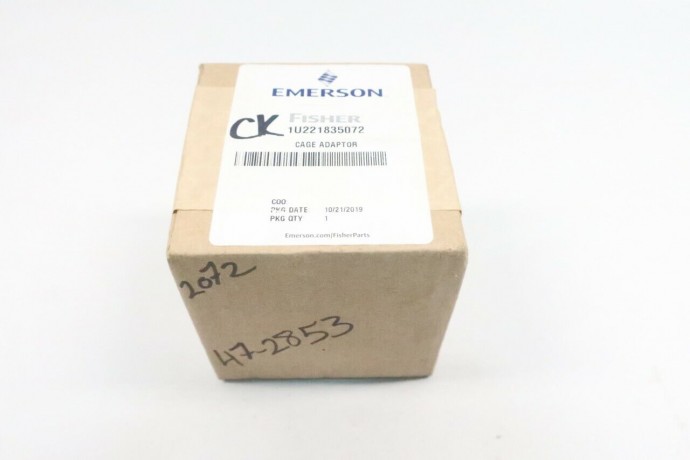 EMERSON
FISHER
CK
1U221835072
CAGE ADAPTOR
COO
PKG DATE 10/21/2019
PKG QTY 1
Emerson.com/FisherParts
2072
47-2853